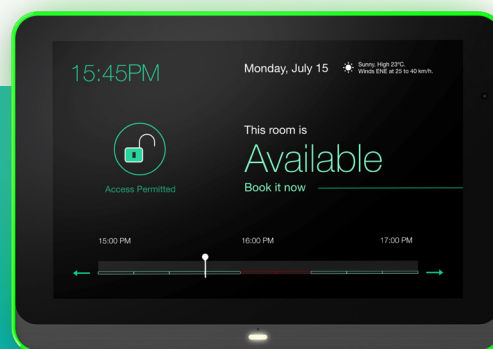 15:45PM
Monday, July 15
Sunny. High 23°C.
Winds ENE at 25 to 40 km/h.
This room is
Available
Book it now
Access Permitted
15:00 PM
16:00 PM
17:00 PM